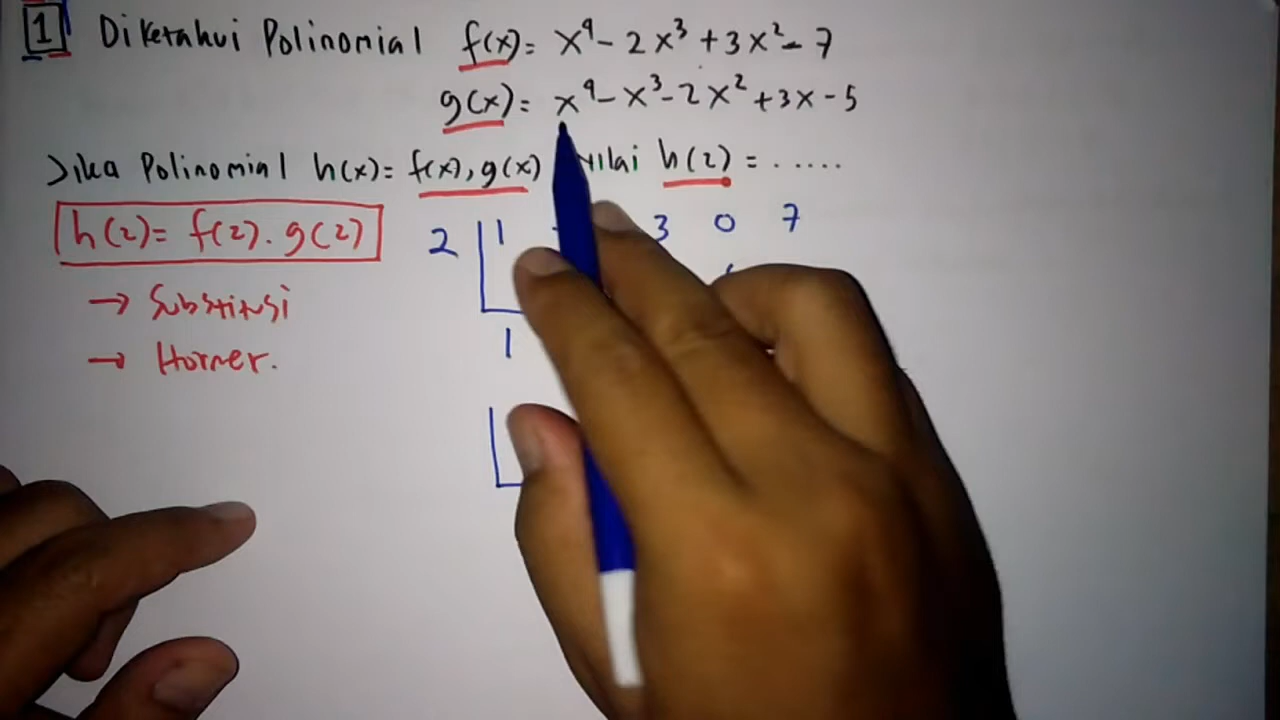 1 Diketahui Polinomial f(x) = x⁴ - 2x³ + 3x² - 7
g(x) = x⁴ - x³ - 2x² + 3x - 5
Jika Polinomial h(x) = f(x), g(x) nilai h(2) = .....
h(2) = f(2) . g(2)
→ Substitusi
→ Horner.
2 1 3 0 7
1